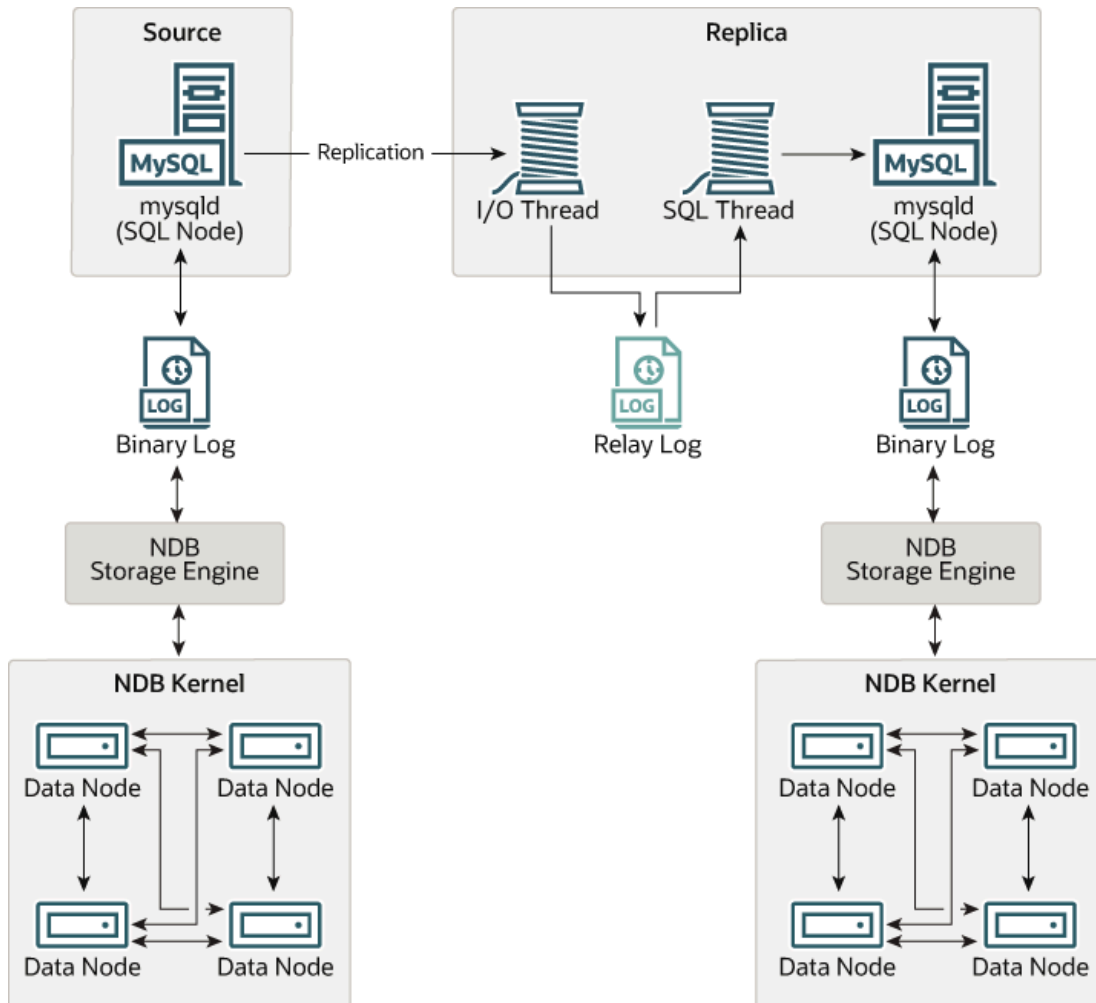 Source
MySQL
mysqld
(SQL Node)
Replication
Replica
I/O Thread
SQL Thread
MySQL
mysqld
(SQL Node)
LOG
Binary Log
LOG
Relay Log
LOG
Binary Log
NDB
Storage Engine
NDB
Storage Engine
NDB Kernel
Data Node
Data Node
Data Node
Data Node
NDB Kernel
Data Node
Data Node
Data Node
Data Node